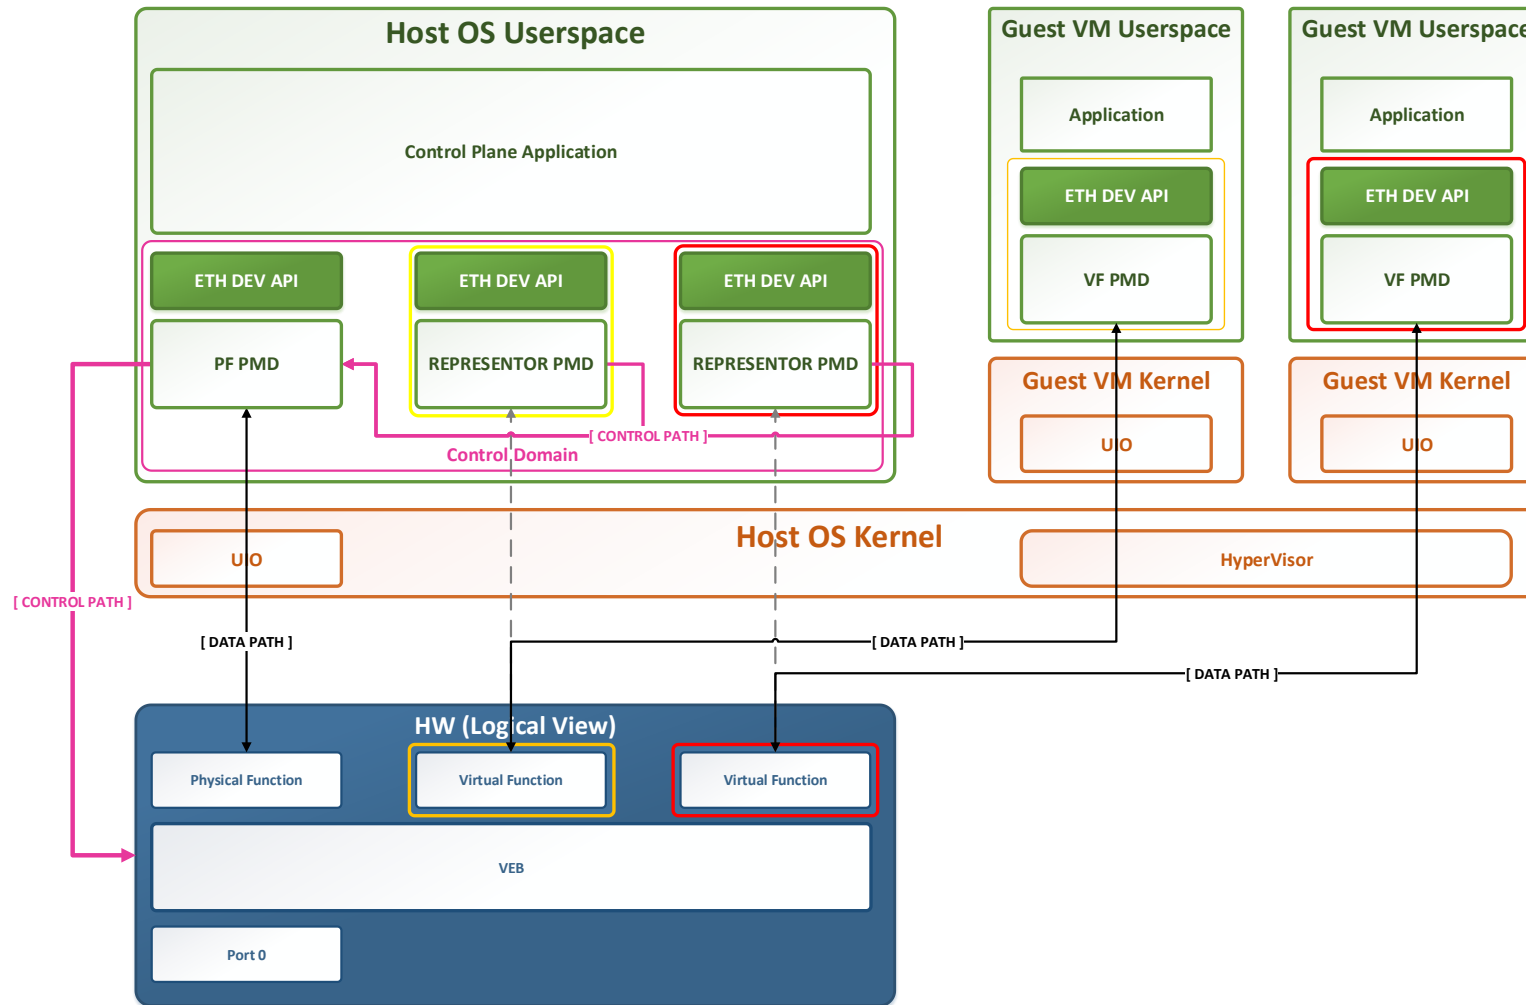 Host OS Userspace
Control Plane Application
ETH DEV API
ETH DEV API
ETH DEV API
PF PMD
REPRESENTOR PMD
REPRESENTOR PMD
[ CONTROL PATH ]
Control Domain
Guest VM Userspace
Application
ETH DEV API
VF PMD
Guest VM Kernel
UIO
Guest VM Userspace
Application
ETH DEV API
VF PMD
Guest VM Kernel
UIO
Host OS Kernel
UIO
HyperVisor
[ CONTROL PATH ]
[ DATA PATH ]
[ DATA PATH ]
[ DATA PATH ]
HW (Logical View)
Physical Function
Virtual Function
Virtual Function
VEB
Port 0